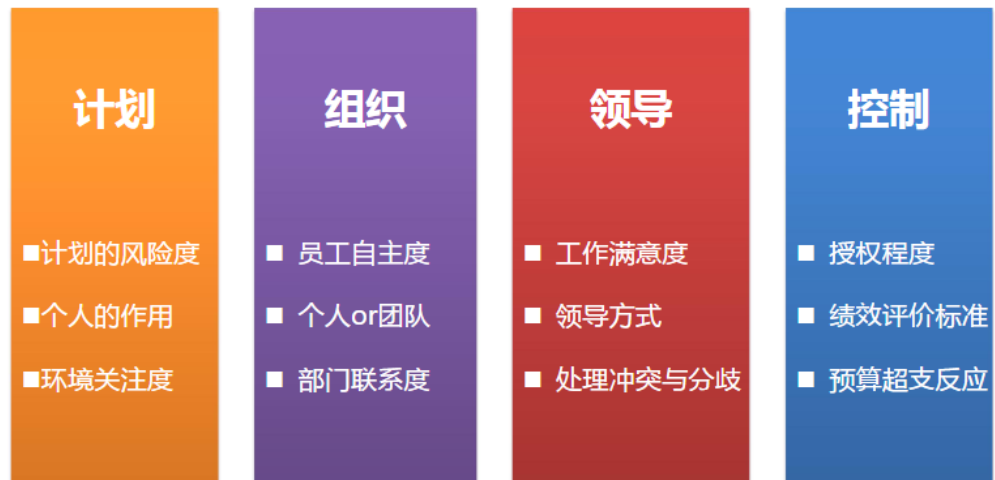 计划
■计划的风险度
■个人的作用
■环境关注度
组织
■ 员工自主度
■ 个人or团队
■ 部门联系度
领导
■ 工作满意度
■ 领导方式
■ 处理冲突与分歧
控制
■ 授权程度
■ 绩效评价标准
■ 预算超支反应